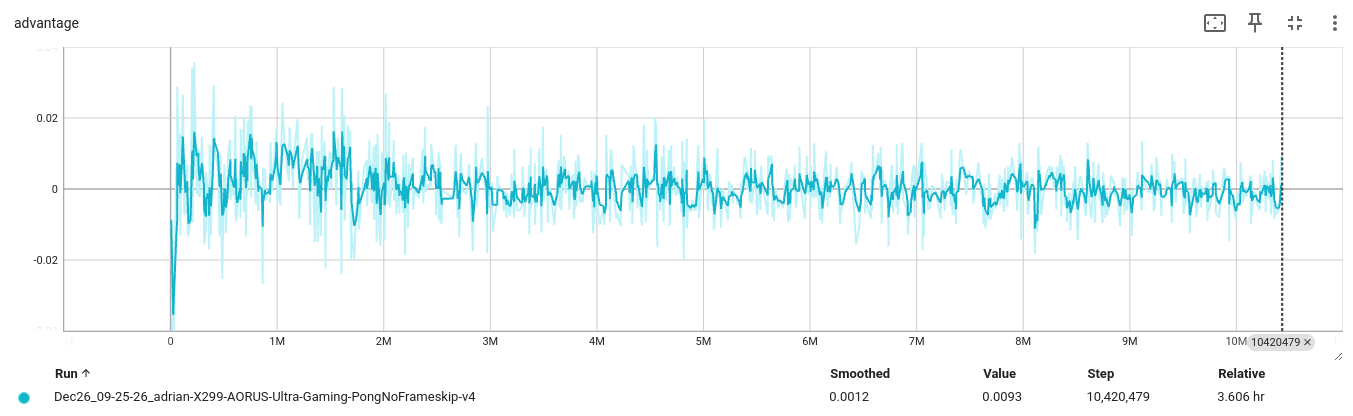 advantage
0.02
0
-0.02
0 1M 2M 3M 4M 5M 6M 7M 8M 9M 10M 10420479 ×
Run ↑ Smoothed Value Step Relative
Dec26_09-25-26_adrian-X299-AORUS-Ultra-Gaming-PongNoFrameskip-v4 0.0012 0.0093 10,420,479 3.606 hr